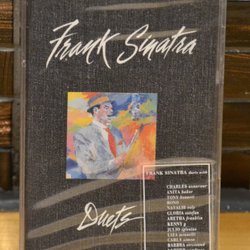 Frank Sinatra
Duets
FRANK SINATRA duets with
CHARLES aznavour
ANITA baker
TONY bennett
BONO
NATALIE cole
GLORIA estefan
ARETHA franklin
KENNY g
JULIO iglesias
LIZA minnelli
CARLY simon
BARBRA streisand